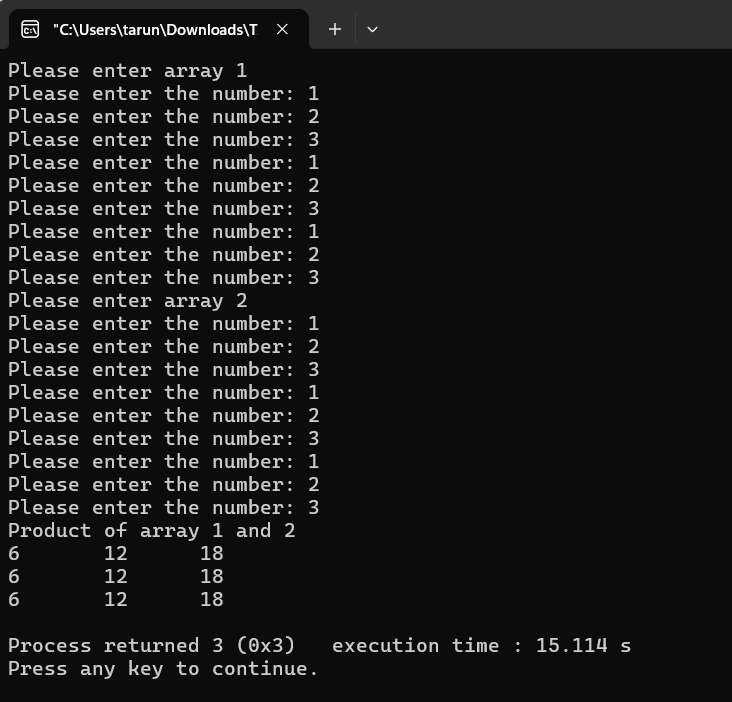 "C:\Users\tarun\Downloads\T
Please enter array 1
Please enter the number: 1
Please enter the number: 2
Please enter the number: 3
Please enter the number: 1
Please enter the number: 2
Please enter the number: 3
Please enter the number: 1
Please enter the number: 2
Please enter the number: 3
Please enter array 2
Please enter the number: 1
Please enter the number: 2
Please enter the number: 3
Please enter the number: 1
Please enter the number: 2
Please enter the number: 3
Please enter the number: 1
Please enter the number: 2
Please enter the number: 3
Product of array 1 and 2
6       12      18
6       12      18
6       12      18
Process returned 3 (0x3)   execution time : 15.114 s
Press any key to continue.